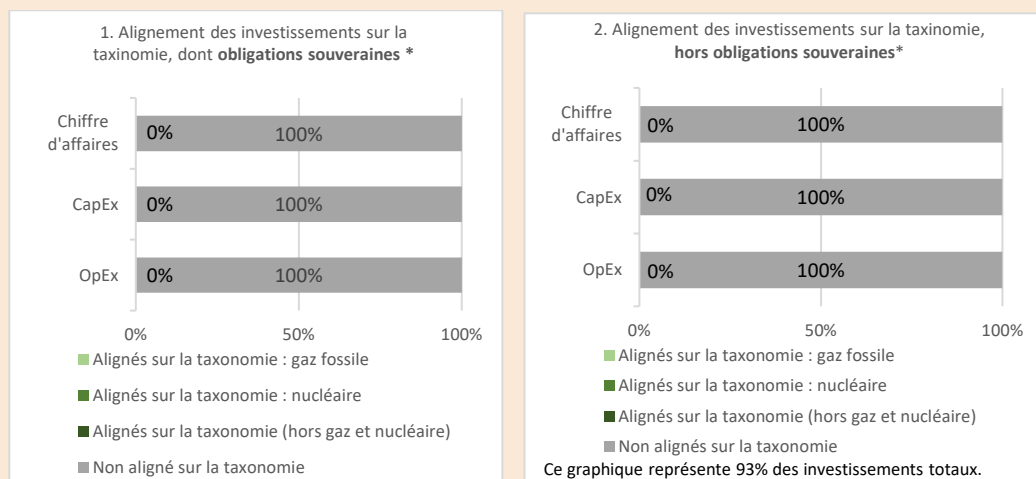 1. Alignement des investissements sur la
taxinomie, dont obligations souveraines *
Chiffre
d'affaires
0%
100%
CapEx
0%
100%
OpEx
0%
100%
0%
50%
100%
Alignés sur la taxonomie : gaz fossile
Alignés sur la taxonomie : nucléaire
Alignés sur la taxonomie (hors gaz et nucléaire)
Non aligné sur la taxonomie
2. Alignement des investissements sur la taxinomie,
hors obligations souveraines*
Chiffre
d'affaires
0%
100%
CapEx
0%
100%
OpEx
0%
100%
0%
50%
100%
Alignés sur la taxonomie : gaz fossile
Alignés sur la taxonomie : nucléaire
Alignés sur la taxonomie (hors gaz et nucléaire)
Non alignés sur la taxonomie
Ce graphique représente 93% des investissements totaux.